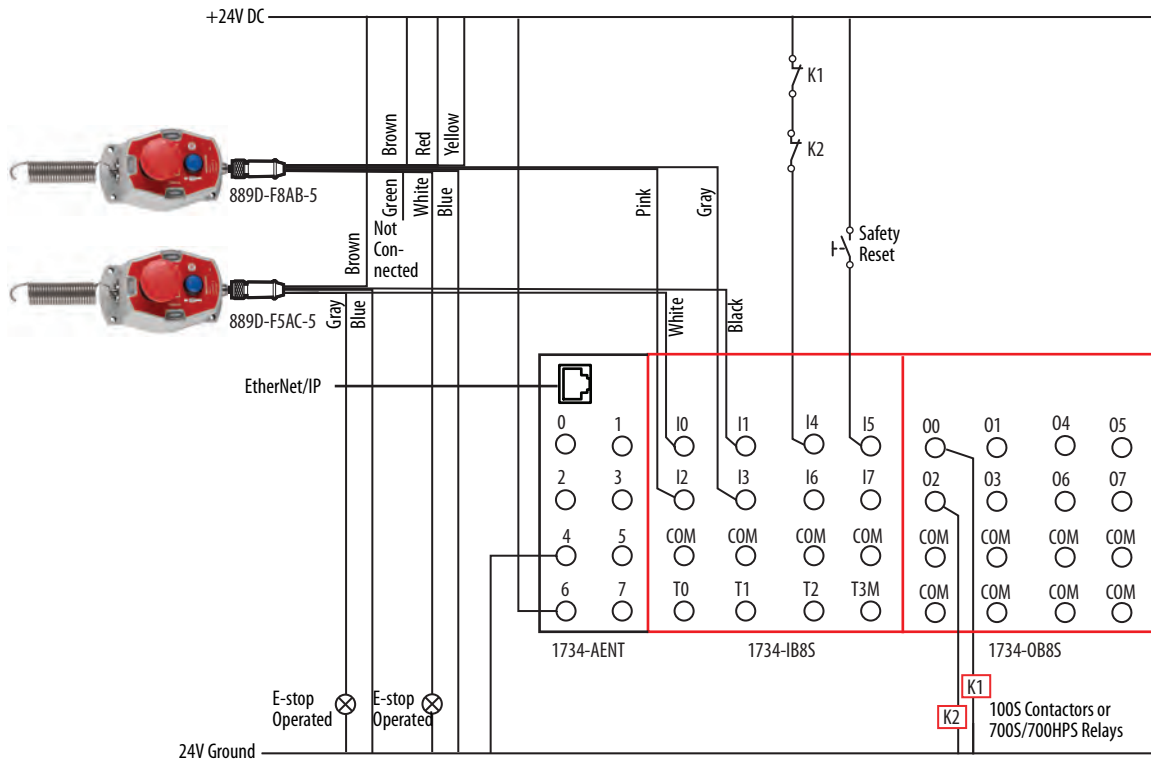 +24V DC
K1
K2
Brown
Red
Yellow
889D-F8AB-5
Green
White
Blue
Pink
Gray
Not
Con-
nected
Safety
Reset
Brown
889D-F5AC-5
Gray
Blue
White
Black
EtherNet/IP
0 1 I0 I1 I4 I5 O0 O1 O4 O5
2 3 I2 I3 I6 I7 O2 O3 O6 O7
4 5 COM COM COM COM COM COM COM COM
6 7 T0 T1 T2 T3M COM COM COM COM
1734-AENT 1734-IB8S 1734-OB8S
E-stop
Operated
E-stop
Operated
K1
K2
100S Contactors or
700S/700HPS Relays
24V Ground